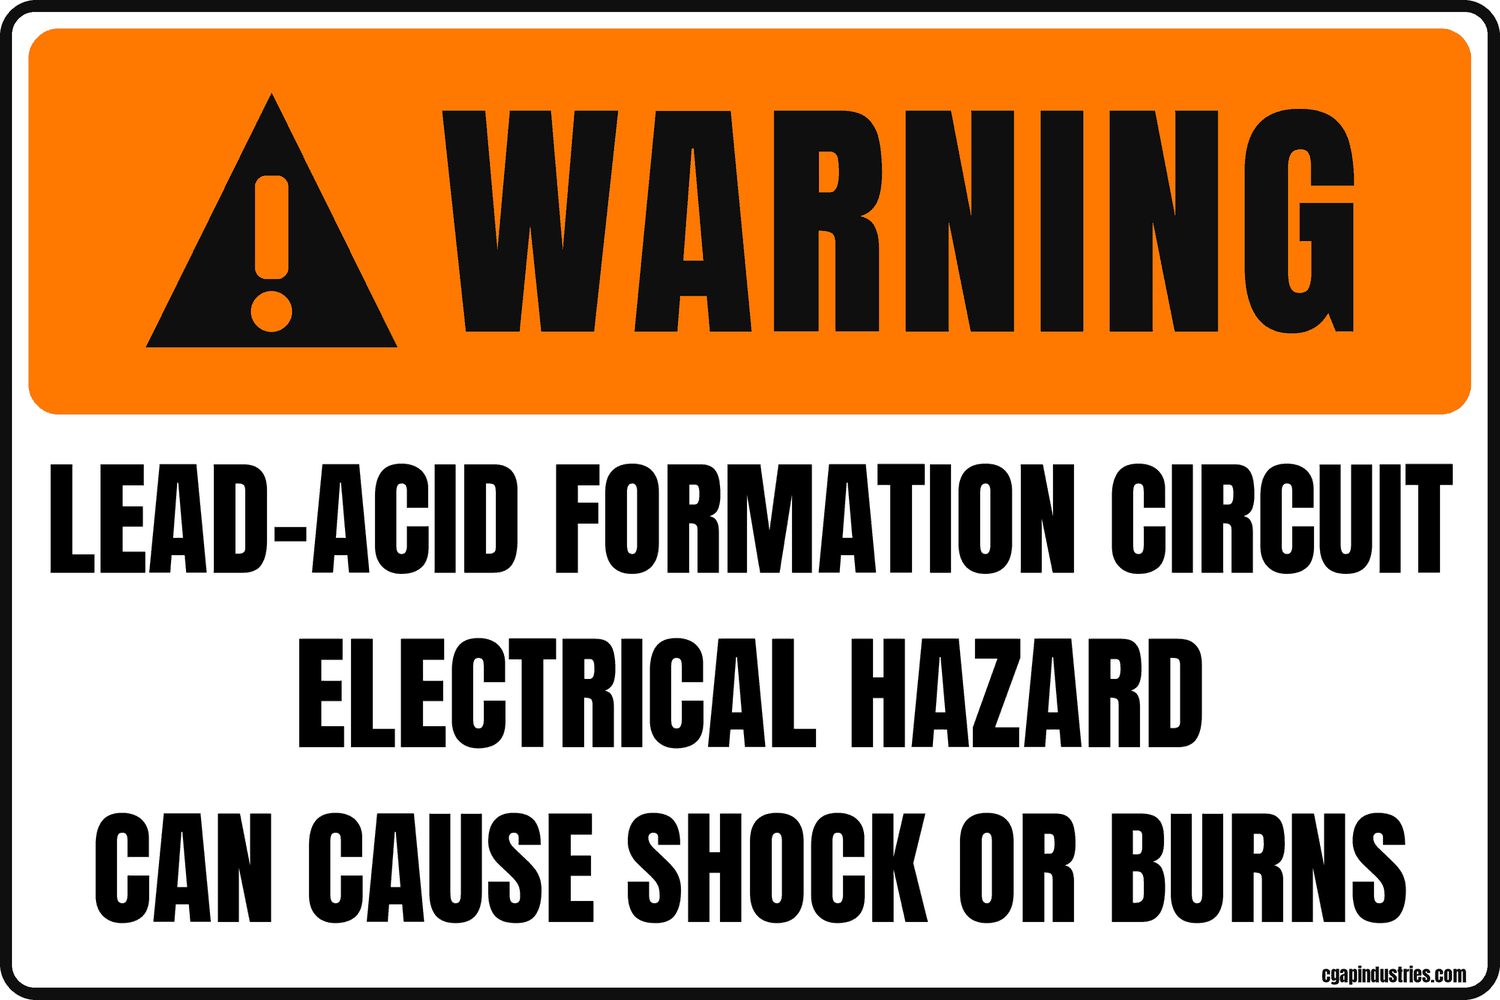 WARNING
LEAD-ACID FORMATION CIRCUIT
ELECTRICAL HAZARD
CAN CAUSE SHOCK OR BURNS
cgapindustries.com